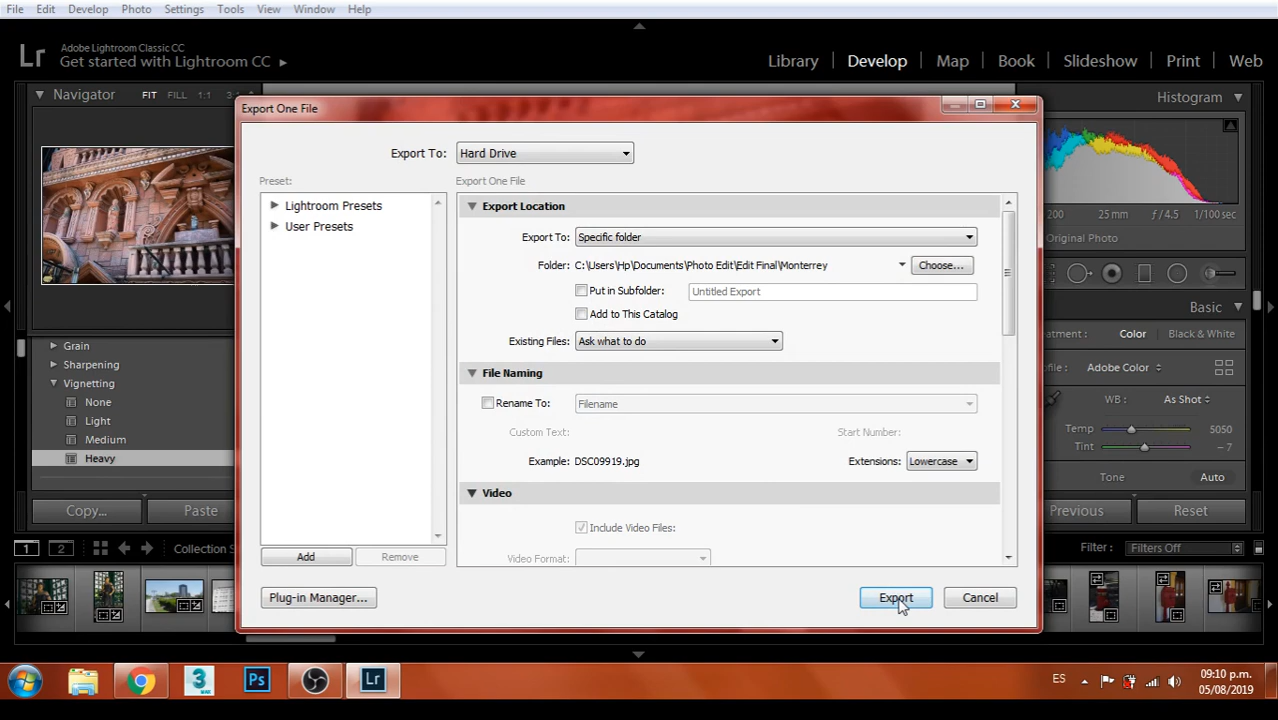 File Edit Develop Photo Settings Tools View Window Help
Lr Adobe Lightroom Classic CC
Get started with Lightroom CC
Library Develop Map Book Slideshow Print Web
Navigator FIT FILL 1:1
Histogram
Export One File
Export To: Hard Drive
Preset:
Export One File
Lightroom Presets
User Presets
Export Location
Export To: Specific folder
Folder: C:\Users\Hp\Documents\Photo Edit\Edit Final\Monterrey Choose...
Put in Subfolder: Untitled Export
Add to This Catalog
Existing Files: Ask what to do
File Naming
Rename To: Filename
Custom Text: Start Number:
Example: DSC09919.jpg Extensions: Lowercase
Video
Include Video Files:
Video Format:
Add Remove
Plug-in Manager... Export Cancel
200 25 mm ƒ / 4.5 1/100 sec
Original Photo
Basic
Color Black & White
Adobe Color
WB: As Shot
Temp 5050
Tint - 7
Tone Auto
Previous Reset
Grain
Sharpening
Vignetting
None
Light
Medium
Heavy
Copy... Paste
1 2 Collection S
Filter: Filters Off
Ps Lr
ES 09:10 p.m.
05/08/2019